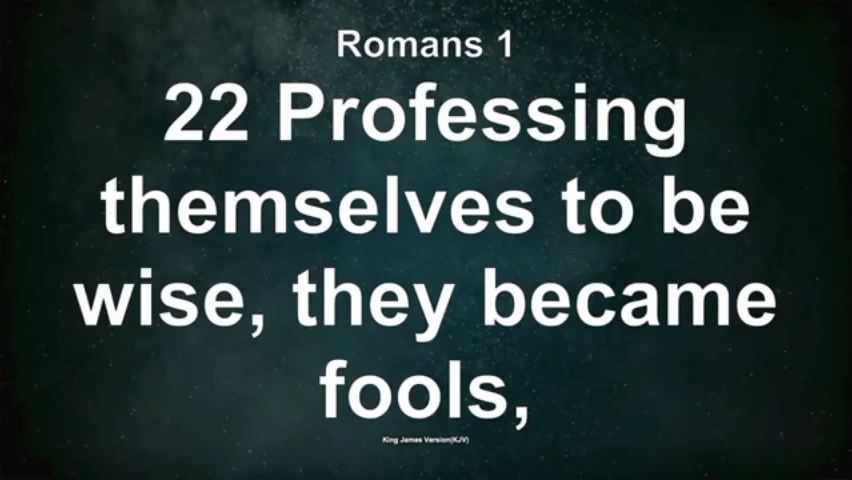 Romans 1
22 Professing
themselves to be
wise, they became
fools,
King James Version(KJV)